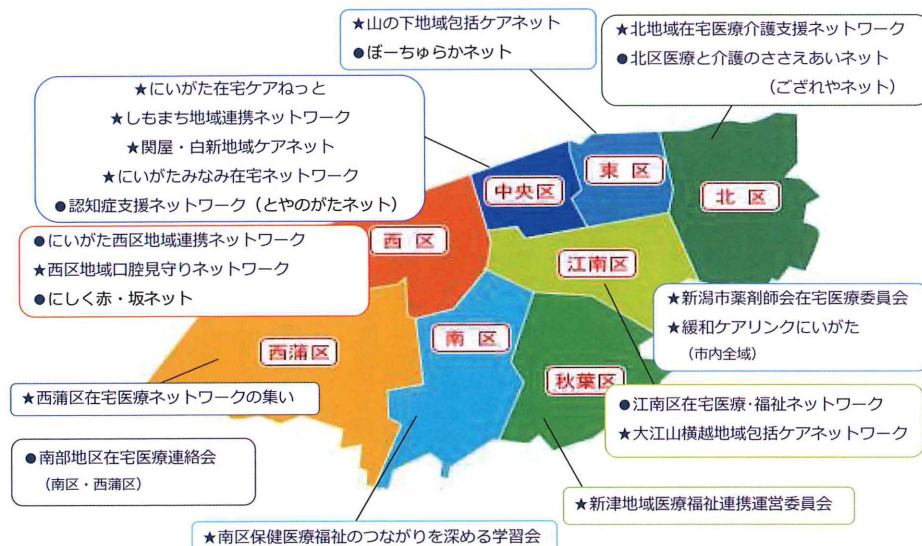 ★山の下地域包括ケアネット
●ぼーちゅらかネット
★北地域在宅医療介護支援ネットワーク
●北区医療と介護のささえあいネット
（ござれやネット）
★にいがた在宅ケアねっと
★しもまち地域連携ネットワーク
★関屋・白新地域ケアネット
★にいがたみなみ在宅ネットワーク
●認知症支援ネットワーク（とやのがたネット）
●にいがた西区地域連携ネットワーク
★西区地域口腔見守りネットワーク
●にしく赤・坂ネット
中央区
東区
北区
西区
江南区
西蒲区
南区
秋葉区
★新潟市薬剤師会在宅医療委員会
★緩和ケアリンクにいがた
（市内全域）
★西蒲区在宅医療ネットワークの集い
●江南区在宅医療・福祉ネットワーク
★大江山横越地域包括ケアネットワーク
●南部地区在宅医療連絡会
（南区・西蒲区）
★新津地域医療福祉連携運営委員会
★南区保健医療福祉のつながりを深める学習会